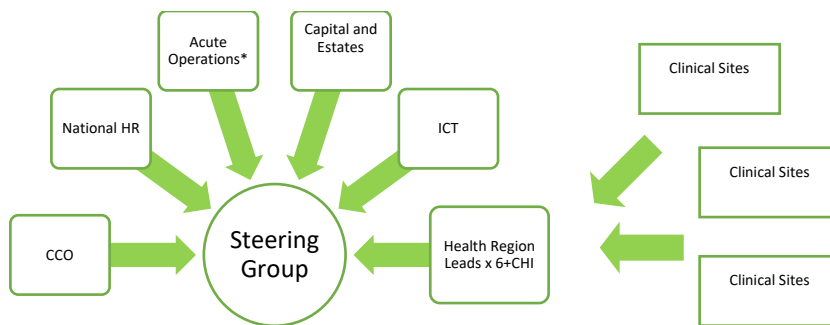 Acute
Operations*
Capital and
Estates
Clinical Sites
National HR
ICT
Clinical Sites
Steering
Group
CCO
Health Region
Leads x 6+CHI
Clinical Sites